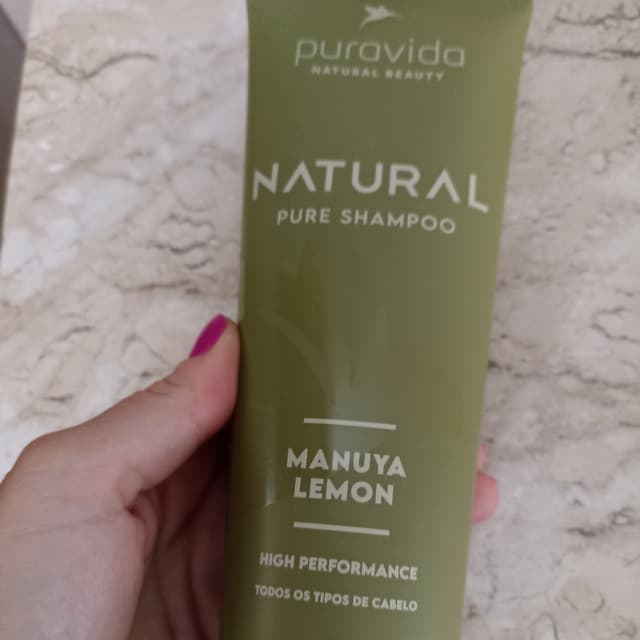 puravida
NATURAL BEAUTY
NATURAL
PURE SHAMPOO
MANUYA
LEMON
HIGH PERFORMANCE
TODOS OS TIPOS DE CABELO